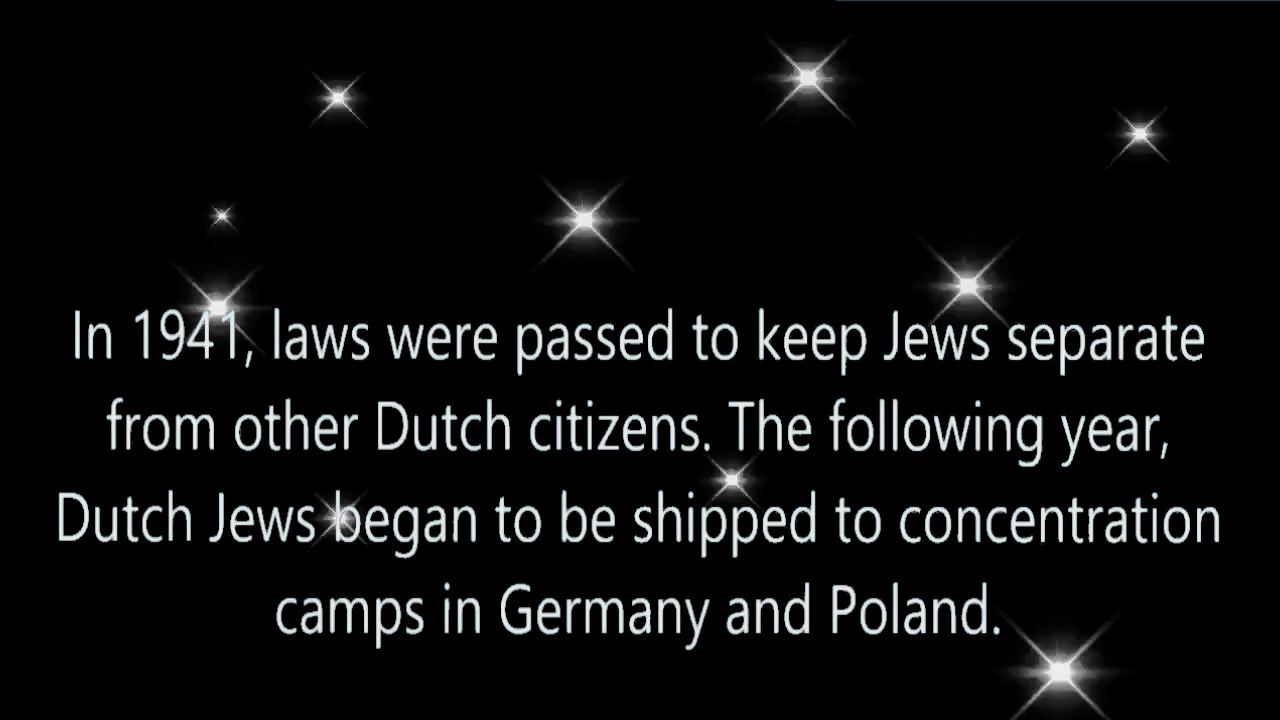 In 1941, laws were passed to keep Jews separate
from other Dutch citizens. The following year,
Dutch Jews began to be shipped to concentration
camps in Germany and Poland.